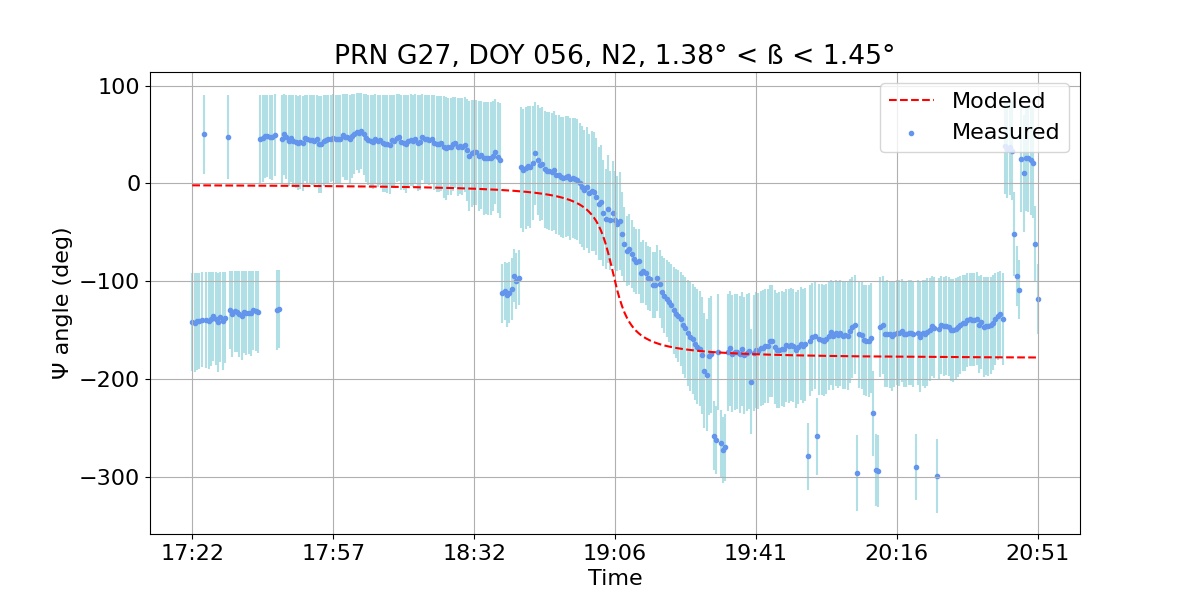 PRN G27, DOY 056, N2, 1.38° < ß < 1.45°
Modeled
Measured
Ψ angle (deg)
100
0
−100
−200
−300
17:22 17:57 18:32 19:06 19:41 20:16 20:51
Time